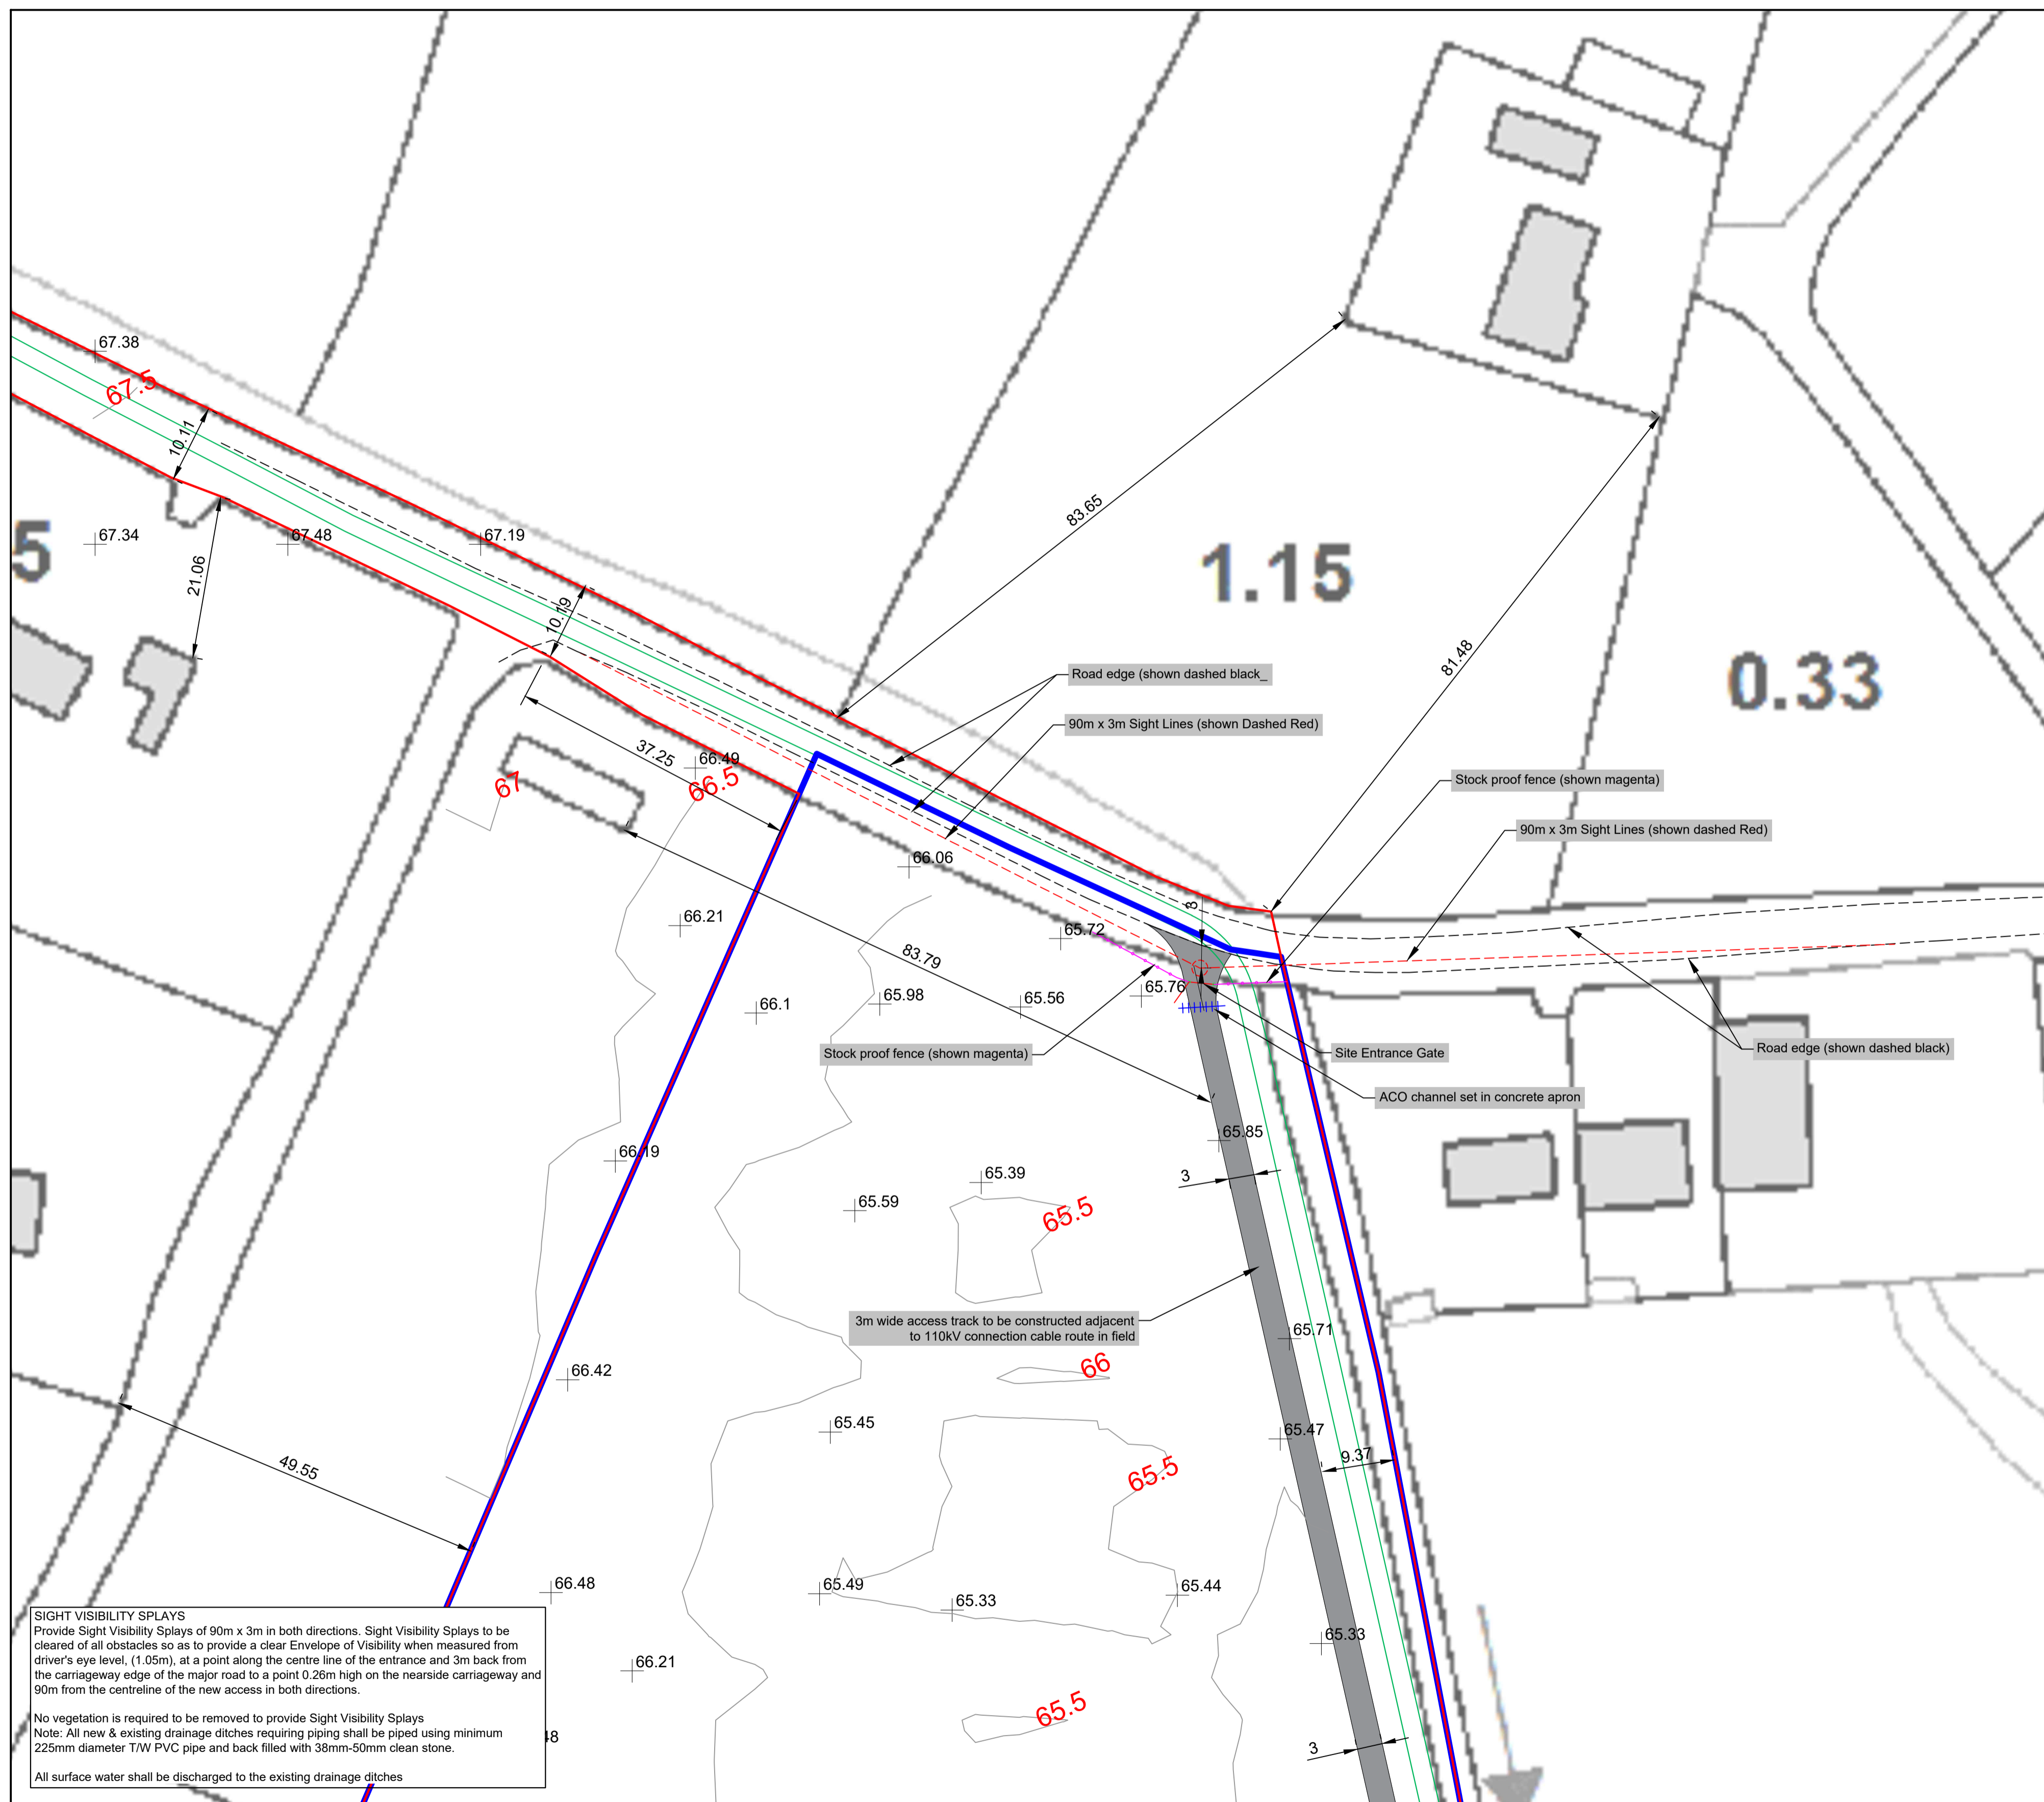 67.38
67.5
10.11
5
67.34
67.48
67.19
21.06
10.19
83.65
1.15
81.48
0.33
Road edge (shown dashed black_
90m x 3m Sight Lines (shown Dashed Red)
37.25
66.49
67
66.5
Stock proof fence (shown magenta)
90m x 3m Sight Lines (shown dashed Red)
66.06
3
66.21
65.72
83.79
66.1
65.98
65.56
65.76
Stock proof fence (shown magenta)
Site Entrance Gate
Road edge (shown dashed black)
ACO channel set in concrete apron
65.85
66.19
65.39
3
65.59
65.5
3m wide access track to be constructed adjacent
to 110kV connection cable route in field
65.71
66
66.42
65.45
65.47
9.37
49.55
65.5
66.48
65.49
65.33
65.44
65.33
66.21
65.5
48
3
SIGHT VISIBILITY SPLAYS
Provide Sight Visibility Splays of 90m x 3m in both directions. Sight Visibility Splays to be
cleared of all obstacles so as to provide a clear Envelope of Visibility when measured from
driver's eye level, (1.05m), at a point along the centre line of the entrance and 3m back from
the carriageway edge of the major road to a point 0.26m high on the nearside carriageway and
90m from the centreline of the new access in both directions.
No vegetation is required to be removed to provide Sight Visibility Splays
Note: All new & existing drainage ditches requiring piping shall be piped using minimum
225mm diameter T/W PVC pipe and back filled with 38mm-50mm clean stone.
All surface water shall be discharged to the existing drainage ditches